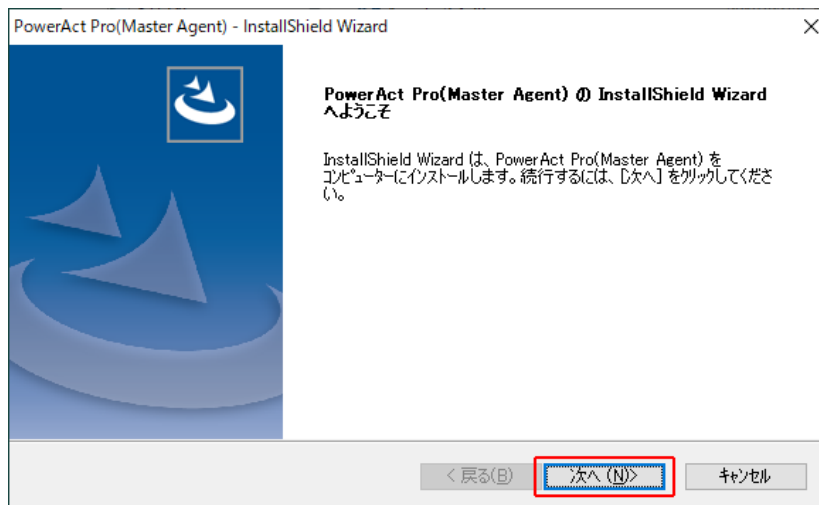 PowerAct Pro(Master Agent) - InstallShield Wizard
PowerAct Pro(Master Agent) の InstallShield Wizard
へようこそ
InstallShield Wizard は、PowerAct Pro(Master Agent) を
コンピューターにインストールします。続行するには、[次へ] をクリックしてくださ
い。
< 戻る(B) 次へ (N)> キャンセル